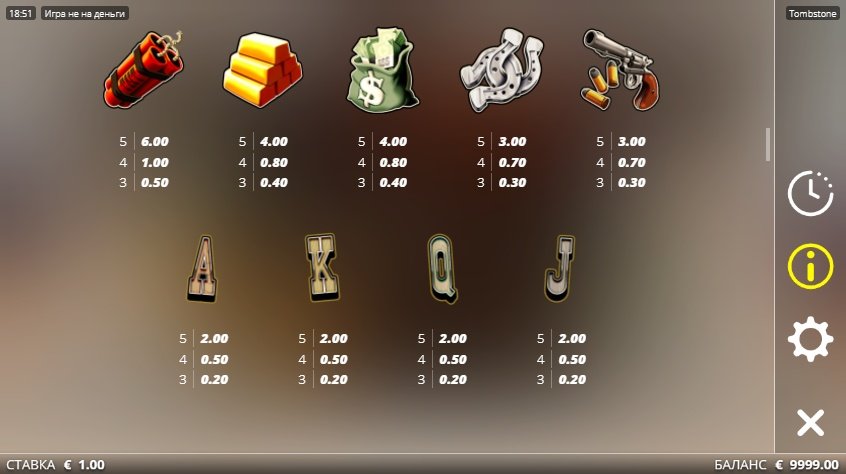 18:51 Игра не на деньги Tombstone
$
5 6.00 5 4.00 5 4.00 5 3.00 5 3.00
4 1.00 4 0.80 4 0.80 4 0.70 4 0.70
3 0.50 3 0.40 3 0.40 3 0.30 3 0.30
A K Q J
5 2.00 5 2.00 5 2.00 5 2.00
4 0.50 4 0.50 4 0.50 4 0.50
3 0.20 3 0.20 3 0.20 3 0.20
СТАВКА € 1.00 БАЛАНС € 9999.00